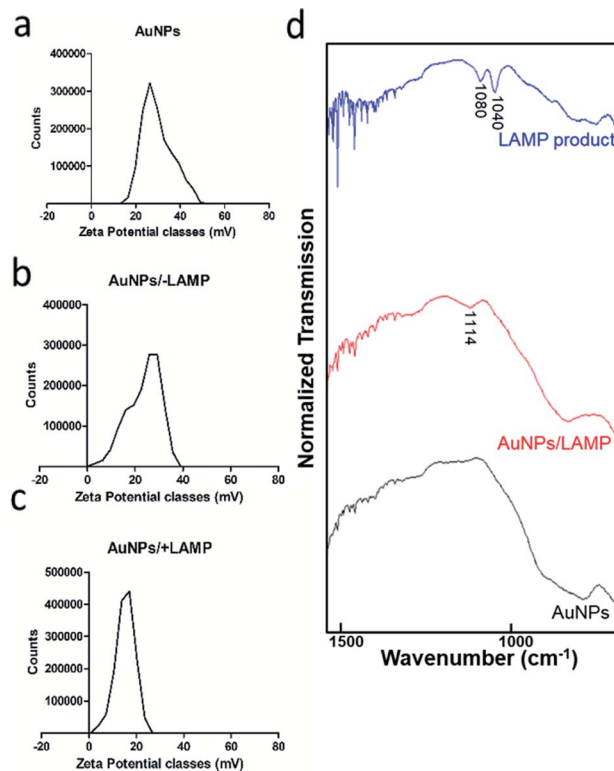 a
AuNPs
400000
300000
200000
100000
Counts
-20 0 20 40 60 80
Zeta Potential classes (mV)
b
AuNPs/-LAMP
400000
300000
200000
100000
Counts
-20 0 20 40 60 80
Zeta Potential classes (mV)
c
AuNPs/+LAMP
500000
400000
300000
200000
100000
Counts
-20 0 20 40 60 80
Zeta Potential classes (mV)
d
Normalized Transmission
1080
1040
LAMP product
1114
AuNPs/LAMP
AuNPs
1500 1000
Wavenumber (cm-1)